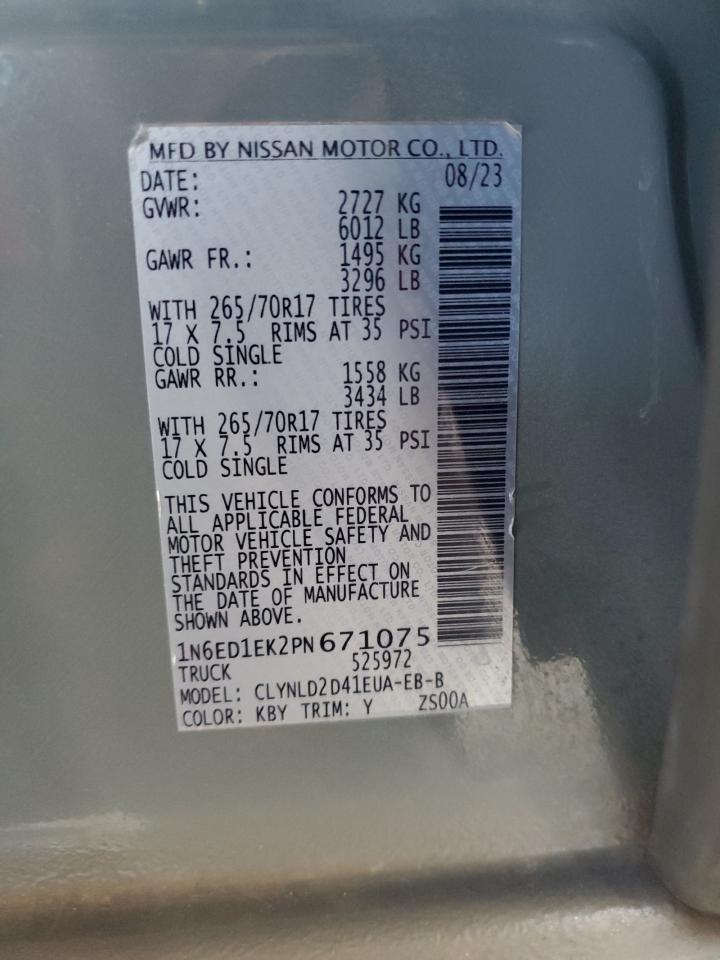 MFD BY NISSAN MOTOR CO., LTD.
DATE: 08/23
GVWR: 2727 KG
6012 LB
GAWR FR.: 1495 KG
3296 LB
WITH 265/70R17 TIRES
17 X 7.5 RIMS AT 35 PSI
COLD SINGLE
GAWR RR.: 1558 KG
3434 LB
WITH 265/70R17 TIRES
17 X 7.5 RIMS AT 35 PSI
COLD SINGLE
THIS VEHICLE CONFORMS TO
ALL APPLICABLE FEDERAL
MOTOR VEHICLE SAFETY AND
THEFT PREVENTION
STANDARDS IN EFFECT ON
THE DATE OF MANUFACTURE
SHOWN ABOVE.
1N6ED1EK2PN671075
TRUCK 525972
MODEL: CLYNLD2D41EUA-EB-B
COLOR: KBY TRIM: Y ZS00A